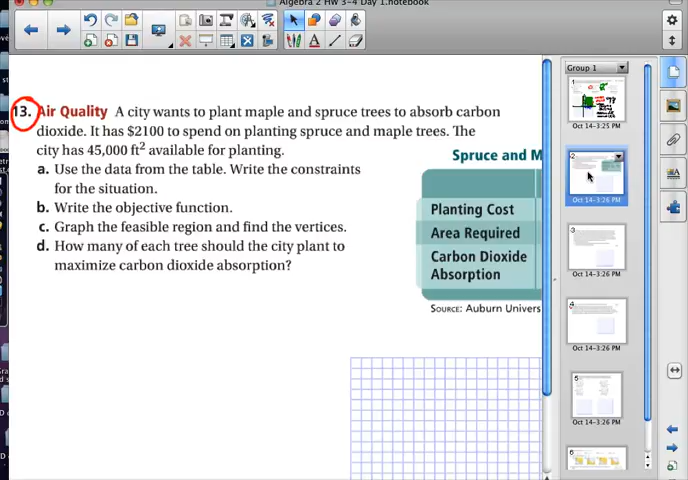 Algebra 2 HW 3-4 Day 1.notebook
Group 1
13. Air Quality A city wants to plant maple and spruce trees to absorb carbon
dioxide. It has $2100 to spend on planting spruce and maple trees. The
city has 45,000 ft² available for planting.
a. Use the data from the table. Write the constraints
for the situation.
b. Write the objective function.
c. Graph the feasible region and find the vertices.
d. How many of each tree should the city plant to
maximize carbon dioxide absorption?
Spruce and M
Planting Cost
Area Required
Carbon Dioxide
Absorption
SOURCE: Auburn Univers
Oct 14-3:25 PM
2
Oct 14-3:26 PM
3
Oct 14-3:26 PM
4
Oct 14-3:26 PM
5
Oct 14-3:26 PM
6